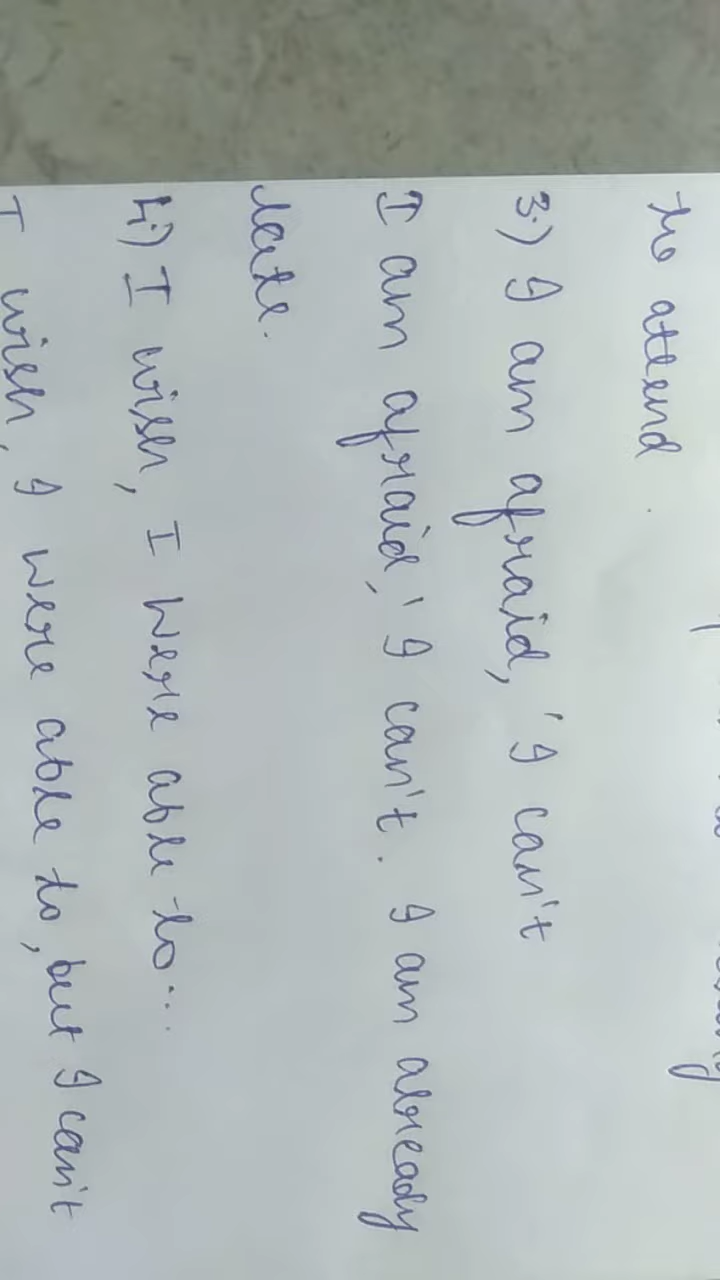 to attend.
3.) I am afraid, 'I can't
I am afraid, 'I can't. I am already
late.
4.) I wish, I were able to...
I wish, I were able to, but I can't